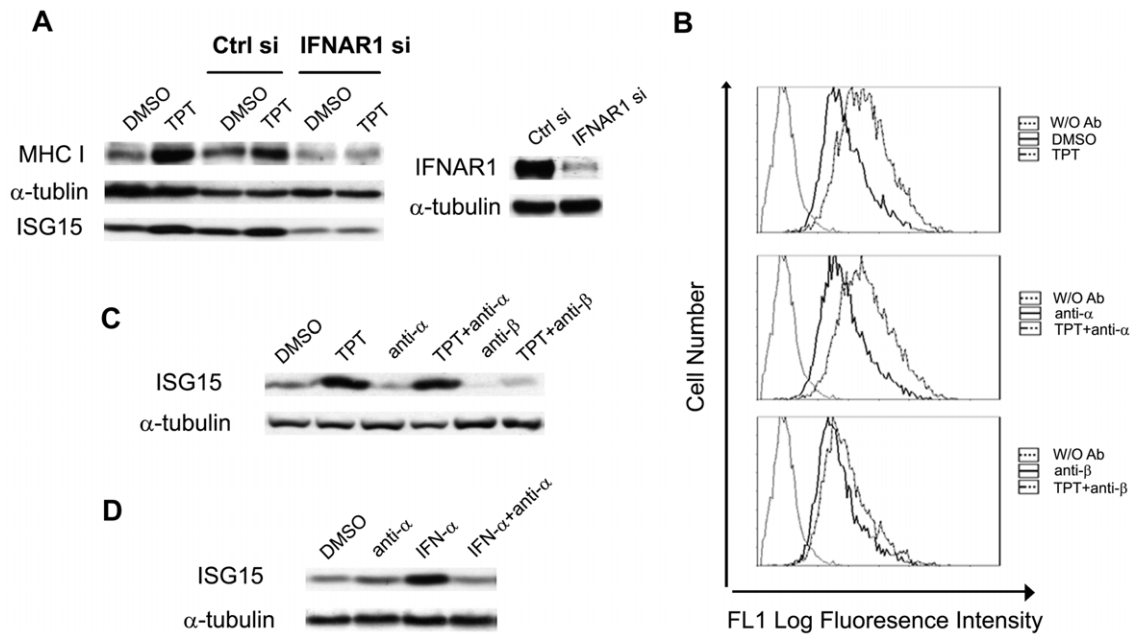 A
Ctrl si IFNAR1 si
DMSO TPT DMSO TPT DMSO TPT
MHC I
α-tublin
ISG15
Ctrl si IFNAR1 si
IFNAR1
α-tubulin
B
W/O Ab
DMSO
TPT
W/O Ab
anti-α
TPT+anti-α
W/O Ab
anti-β
TPT+anti-β
Cell Number
FL1 Log Fluoresence Intensity
C
DMSO TPT anti-α TPT+anti-α anti-β TPT+anti-β
ISG15
α-tubulin
D
DMSO anti-α IFN-α IFN-α+anti-α
ISG15
α-tubulin